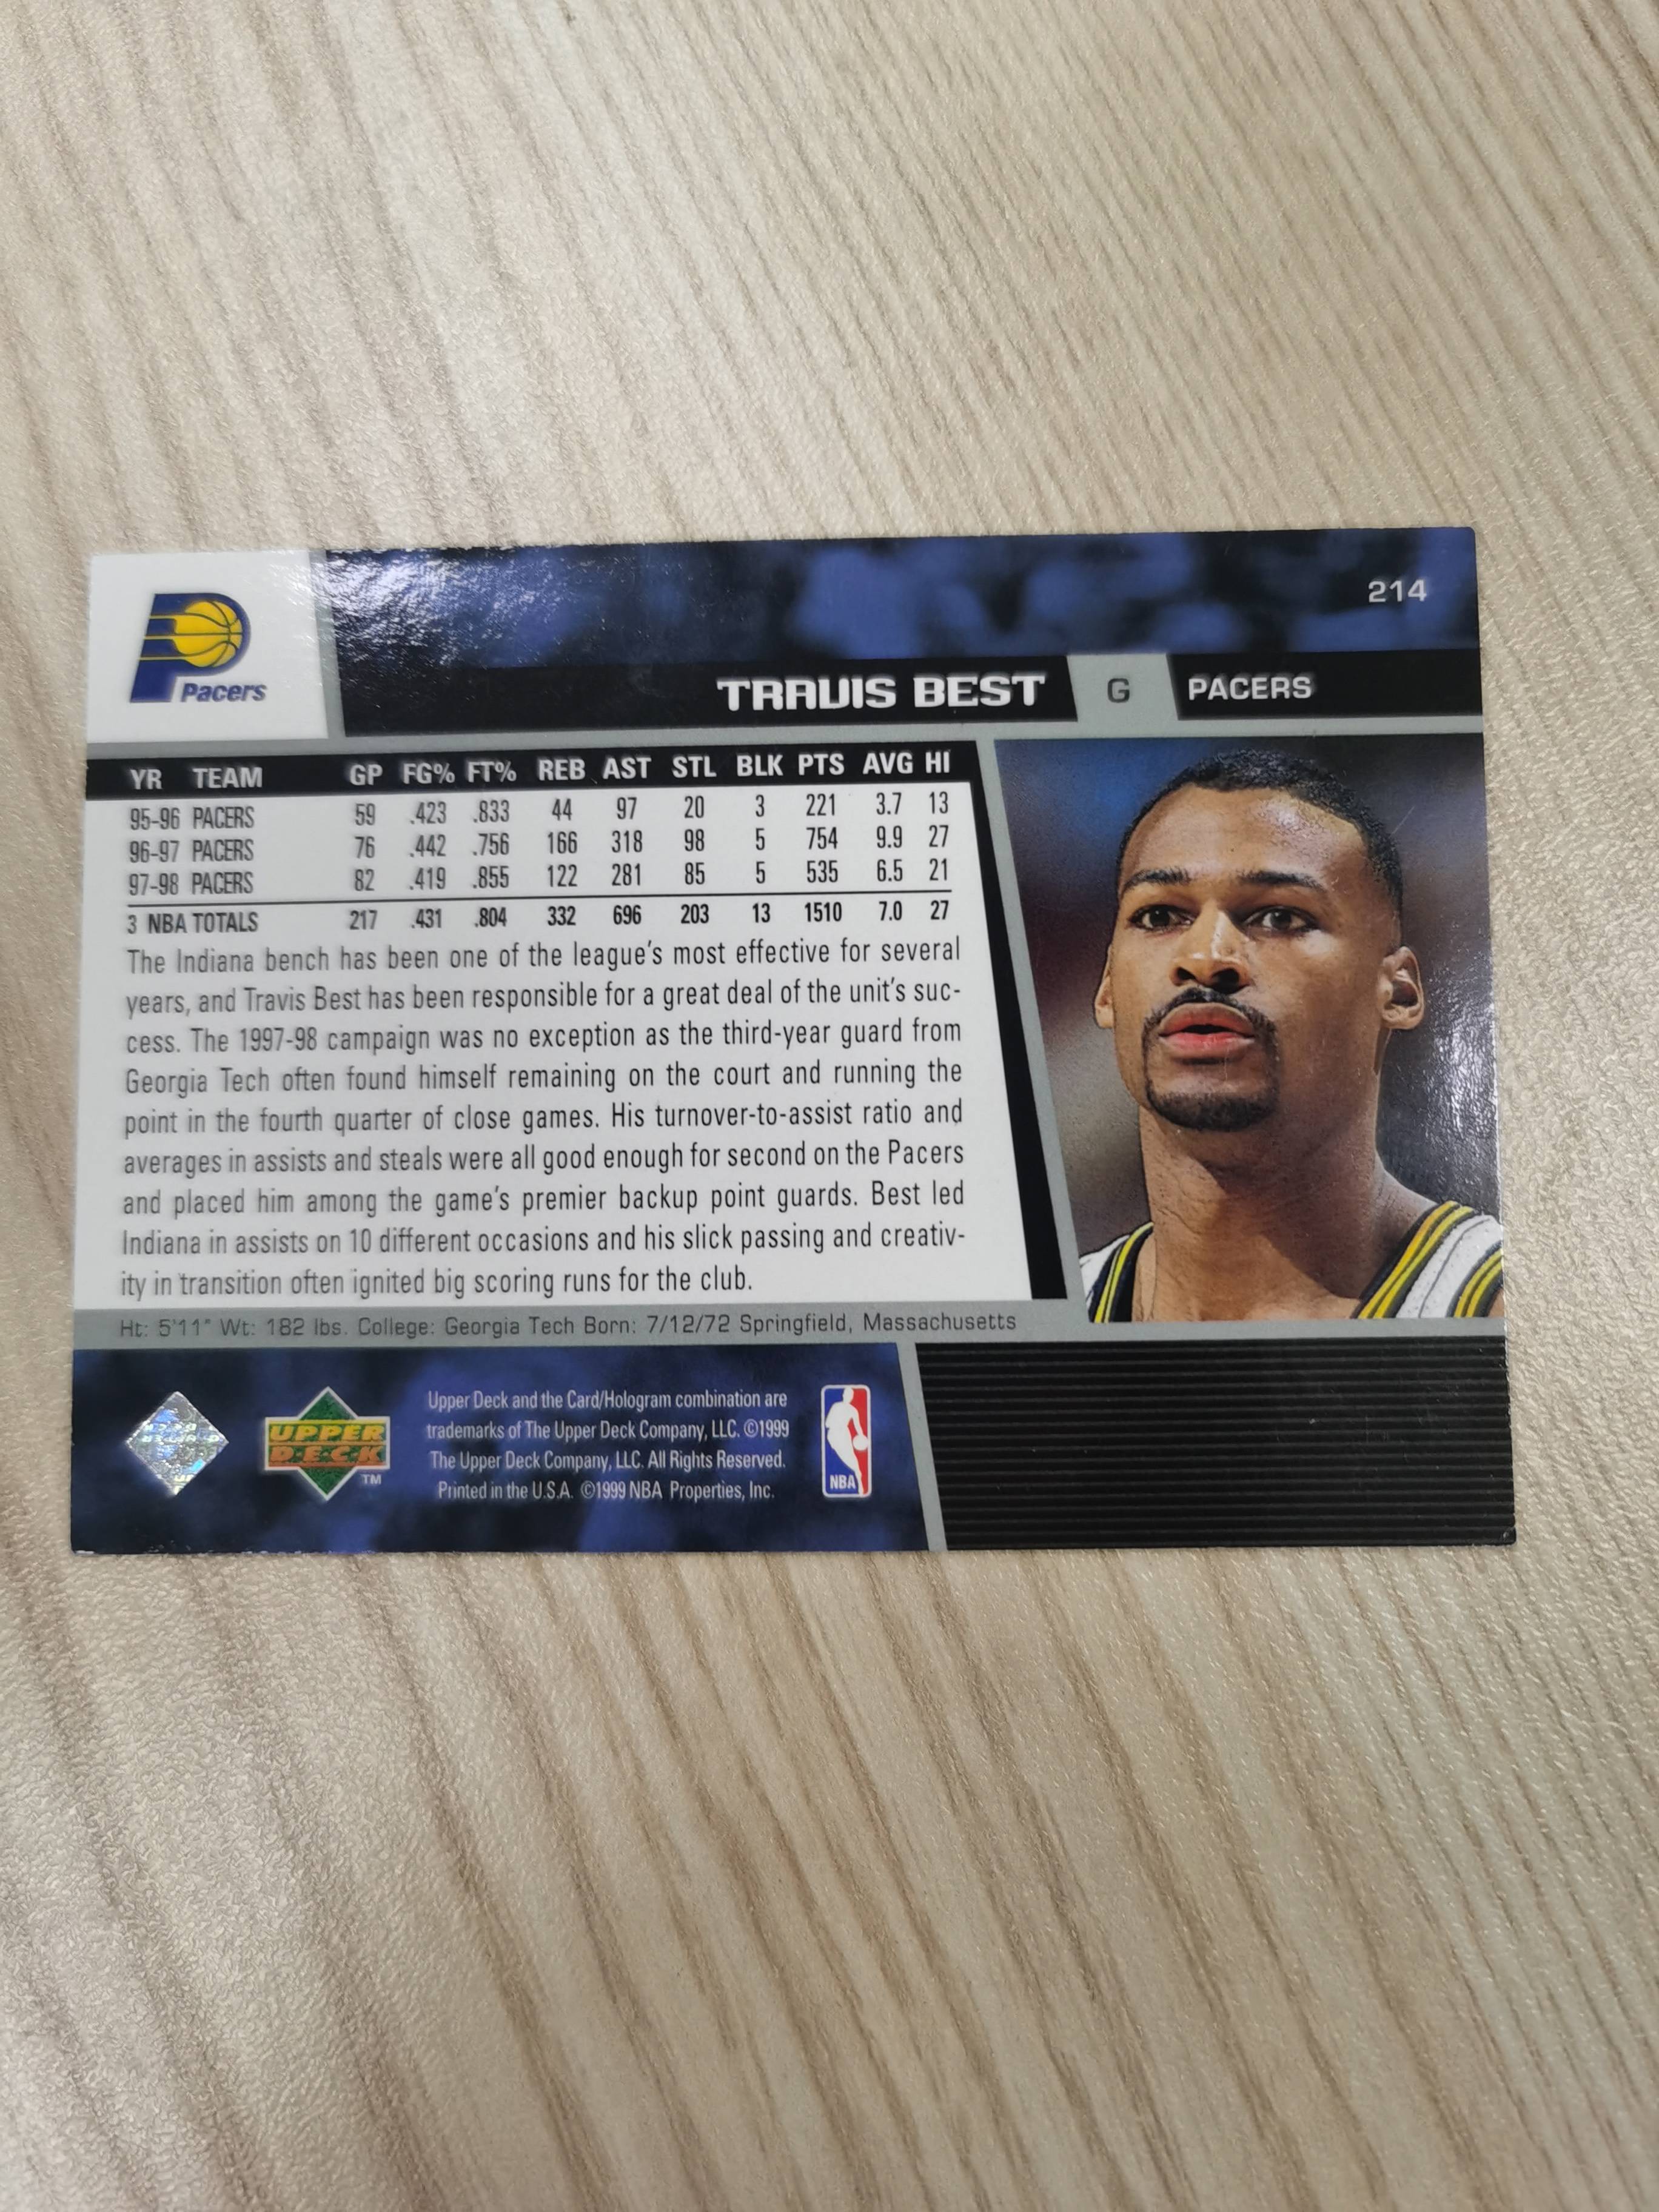 Pacers
214
TRAVIS BEST G PACERS
YR TEAM GP FG% FT% REB AST STL BLK PTS AVG HI
95-96 PACERS 59 .423 .833 44 97 20 3 221 3.7 13
96-97 PACERS 76 .442 .756 166 318 98 5 754 9.9 27
97-98 PACERS 82 .419 .855 122 281 85 5 535 6.5 21
3 NBA TOTALS 217 .431 .804 332 696 203 13 1510 7.0 27
The Indiana bench has been one of the league's most effective for several
years, and Travis Best has been responsible for a great deal of the unit's suc-
cess. The 1997-98 campaign was no exception as the third-year guard from
Georgia Tech often found himself remaining on the court and running the
point in the fourth quarter of close games. His turnover-to-assist ratio and
averages in assists and steals were all good enough for second on the Pacers
and placed him among the game's premier backup point guards. Best led
Indiana in assists on 10 different occasions and his slick passing and creativ-
ity in transition often ignited big scoring runs for the club.
Ht: 5'11" Wt: 182 lbs. College: Georgia Tech Born: 7/12/72 Springfield, Massachusetts
UPPER
DECK
TM
Upper Deck and the Card/Hologram combination are
trademarks of The Upper Deck Company, LLC. ©1999
The Upper Deck Company, LLC. All Rights Reserved.
Printed in the U.S.A. ©1999 NBA Properties, Inc.
NBA